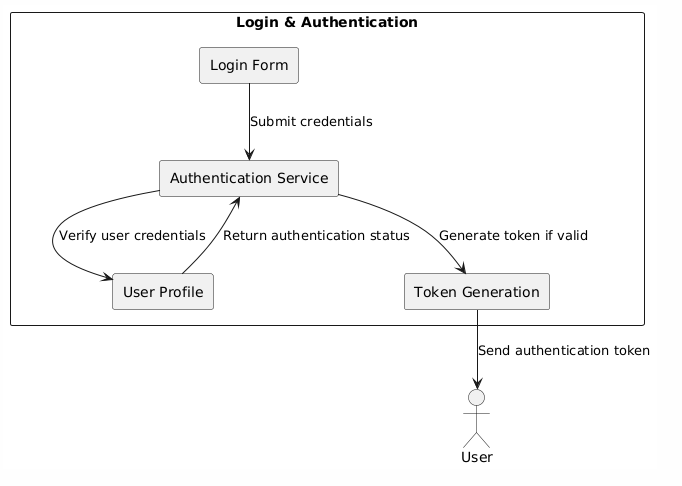 Login & Authentication
Login Form
Submit credentials
Authentication Service
Verify user credentials
Return authentication status
Generate token if valid
User Profile
Token Generation
Send authentication token
User